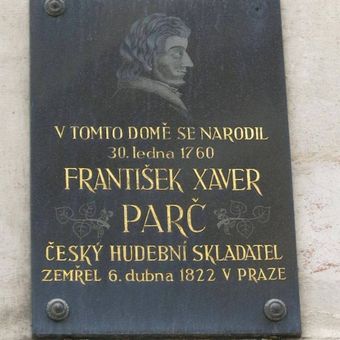 V TOMTO DOMĚ SE NARODIL
30. ledna 1760
FRANTIŠEK XAVER
PARČ
ČESKÝ HUDEBNÍ SKLADATEL
ZEMŘEL 6. dubna 1822 V PRAZE